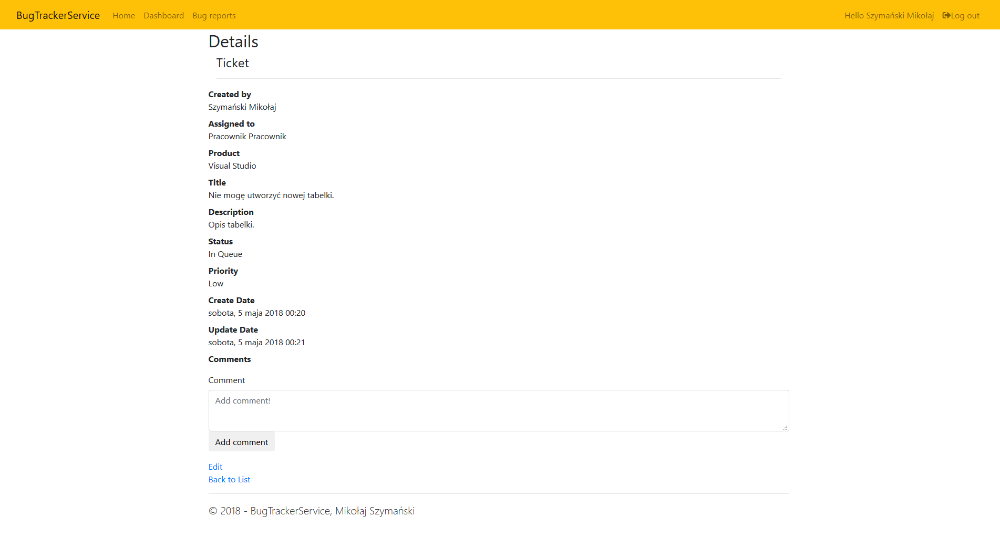 BugTrackerService Home Dashboard Bug reports Hello Szymański Mikołaj Log out
Details
Ticket
Created by
Szymański Mikołaj
Assigned to
Pracownik Pracownik
Product
Visual Studio
Title
Nie mogę utworzyć nowej tabelki.
Description
Opis tabelki.
Status
In Queue
Priority
Low
Create Date
sobota, 5 maja 2018 00:20
Update Date
sobota, 5 maja 2018 00:21
Comments
Comment
Add comment!
Add comment
Edit
Back to List
© 2018 - BugTrackerService, Mikołaj Szymański